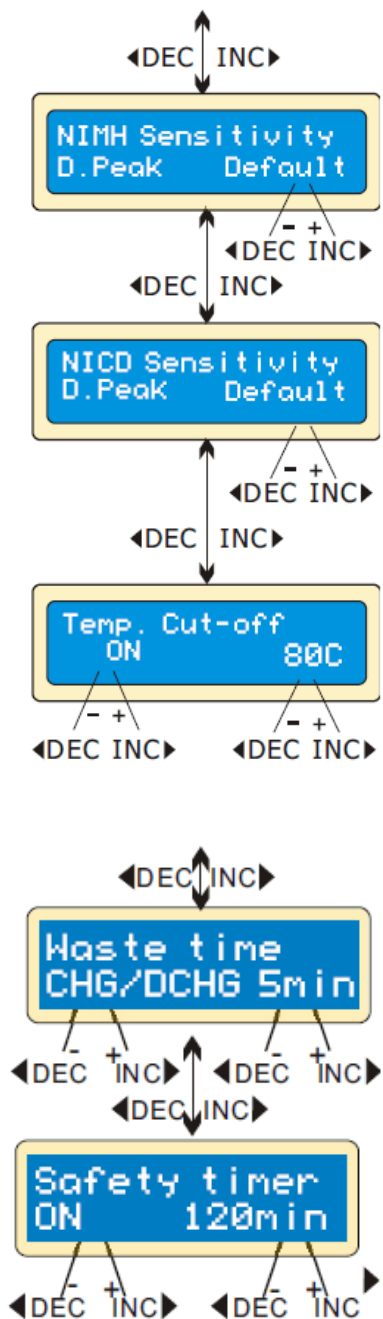 ◀DEC INC▶
NIMH Sensitivity
D.Peak Default
- +
◀DEC INC▶
◀DEC INC▶
NICD Sensitivity
D.Peak Default
- +
◀DEC INC▶
◀DEC INC▶
Temp. Cut-off
ON 80C
- + - +
◀DEC INC▶ ◀DEC INC▶
◀DEC INC▶
Waste time
CHG/DCHG 5min
- + - +
◀DEC INC▶ ◀DEC INC▶
◀DEC INC▶
Safety timer
ON 120min
- + - +
◀DEC INC▶ ◀DEC INC ▶